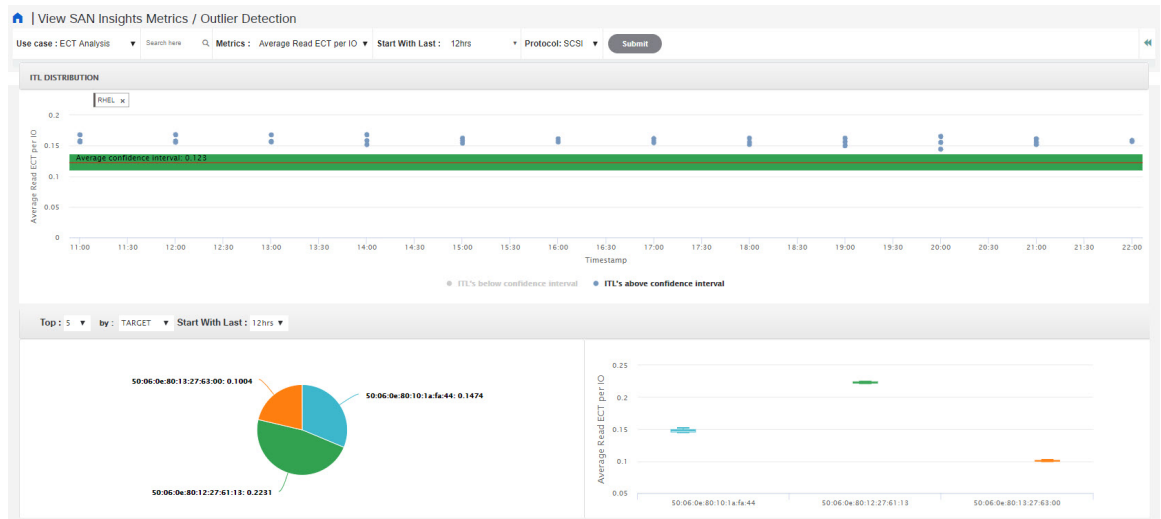 | View SAN Insights Metrics / Outlier Detection
Use case : ECT Analysis ▼ Search here Metrics : Average Read ECT per IO ▼ Start With Last : 12hrs ▼ Protocol: SCSI ▼ Submit
ITL DISTRIBUTION
RHEL x
Average Read ECT per IO
0.2
0.15
0.1
0.05
0
Average confidence interval: 0.123
11:00 11:30 12:00 12:30 13:00 13:30 14:00 14:30 15:00 15:30 16:00 16:30 17:00 17:30 18:00 18:30 19:00 19:30 20:00 20:30 21:00 21:30 22:00
Timestamp
ITL's below confidence interval ITL's above confidence interval
Top : 5 ▼ by : TARGET ▼ Start With Last : 12hrs ▼
50:06:0e:80:13:27:63:00: 0.1004
50:06:0e:80:10:1a:fa:44: 0.1474
50:06:0e:80:12:27:61:13: 0.2231
Average Read ECT per IO
0.25
0.2
0.15
0.1
0.05
50:06:0e:80:10:1a:fa:44 50:06:0e:80:12:27:61:13 50:06:0e:80:13:27:63:00